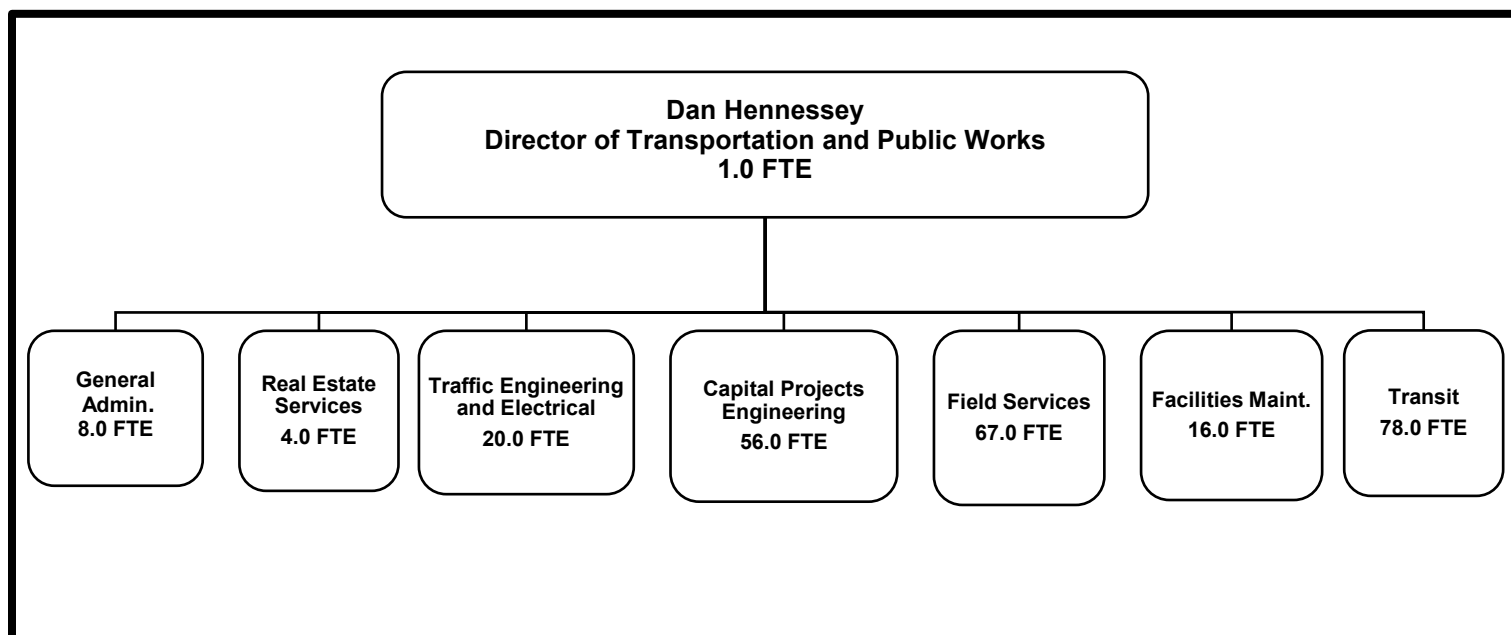 Dan Hennessey
Director of Transportation and Public Works
1.0 FTE
General
Admin.
8.0 FTE
Real Estate
Services
4.0 FTE
Traffic Engineering
and Electrical
20.0 FTE
Capital Projects
Engineering
56.0 FTE
Field Services
67.0 FTE
Facilities Maint.
16.0 FTE
Transit
78.0 FTE